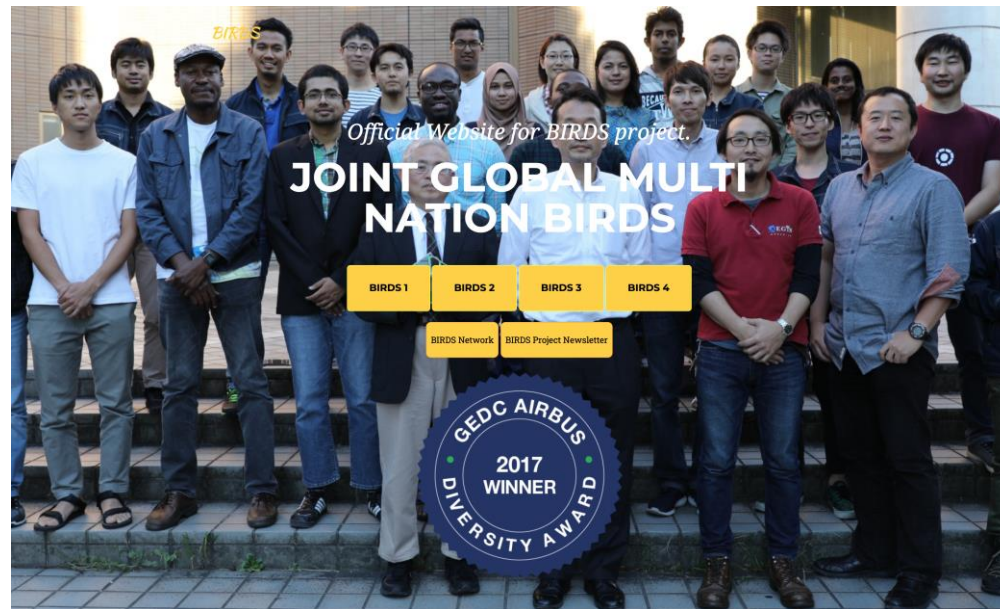 BIRDS
Official Website for BIRDS project.
JOINT GLOBAL MULTI
NATION BIRDS
BIRDS 1
BIRDS 2
BIRDS 3
BIRDS 4
BIRDS Network
BIRDS Project Newsletter
GEDC AIRBUS
2017
WINNER
DIVERSITY AWARD